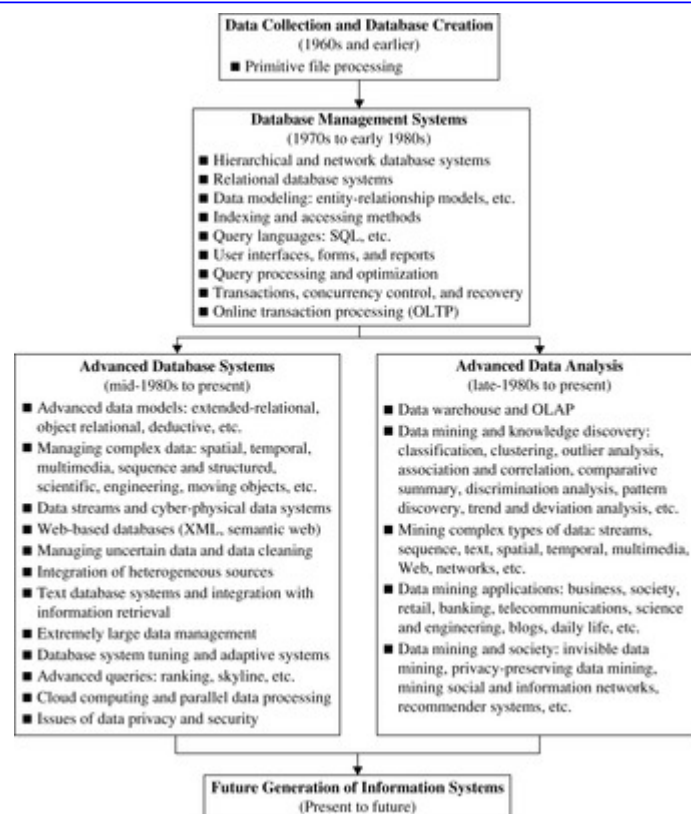 Data Collection and Database Creation
(1960s and earlier)
■ Primitive file processing
Database Management Systems
(1970s to early 1980s)
■ Hierarchical and network database systems
■ Relational database systems
■ Data modeling: entity-relationship models, etc.
■ Indexing and accessing methods
■ Query languages: SQL, etc.
■ User interfaces, forms, and reports
■ Query processing and optimization
■ Transactions, concurrency control, and recovery
■ Online transaction processing (OLTP)
Advanced Database Systems
(mid-1980s to present)
■ Advanced data models: extended-relational,
object relational, deductive, etc.
■ Managing complex data: spatial, temporal,
multimedia, sequence and structured,
scientific, engineering, moving objects, etc.
■ Data streams and cyber-physical data systems
■ Web-based databases (XML, semantic web)
■ Managing uncertain data and data cleaning
■ Integration of heterogeneous sources
■ Text database systems and integration with
information retrieval
■ Extremely large data management
■ Database system tuning and adaptive systems
■ Advanced queries: ranking, skyline, etc.
■ Cloud computing and parallel data processing
■ Issues of data privacy and security
Advanced Data Analysis
(late-1980s to present)
■ Data warehouse and OLAP
■ Data mining and knowledge discovery:
classification, clustering, outlier analysis,
association and correlation, comparative
summary, discrimination analysis, pattern
discovery, trend and deviation analysis, etc.
■ Mining complex types of data: streams,
sequence, text, spatial, temporal, multimedia,
Web, networks, etc.
■ Data mining applications: business, society,
retail, banking, telecommunications, science
and engineering, blogs, daily life, etc.
■ Data mining and society: invisible data
mining, privacy-preserving data mining,
mining social and information networks,
recommender systems, etc.
Future Generation of Information Systems
(Present to future)